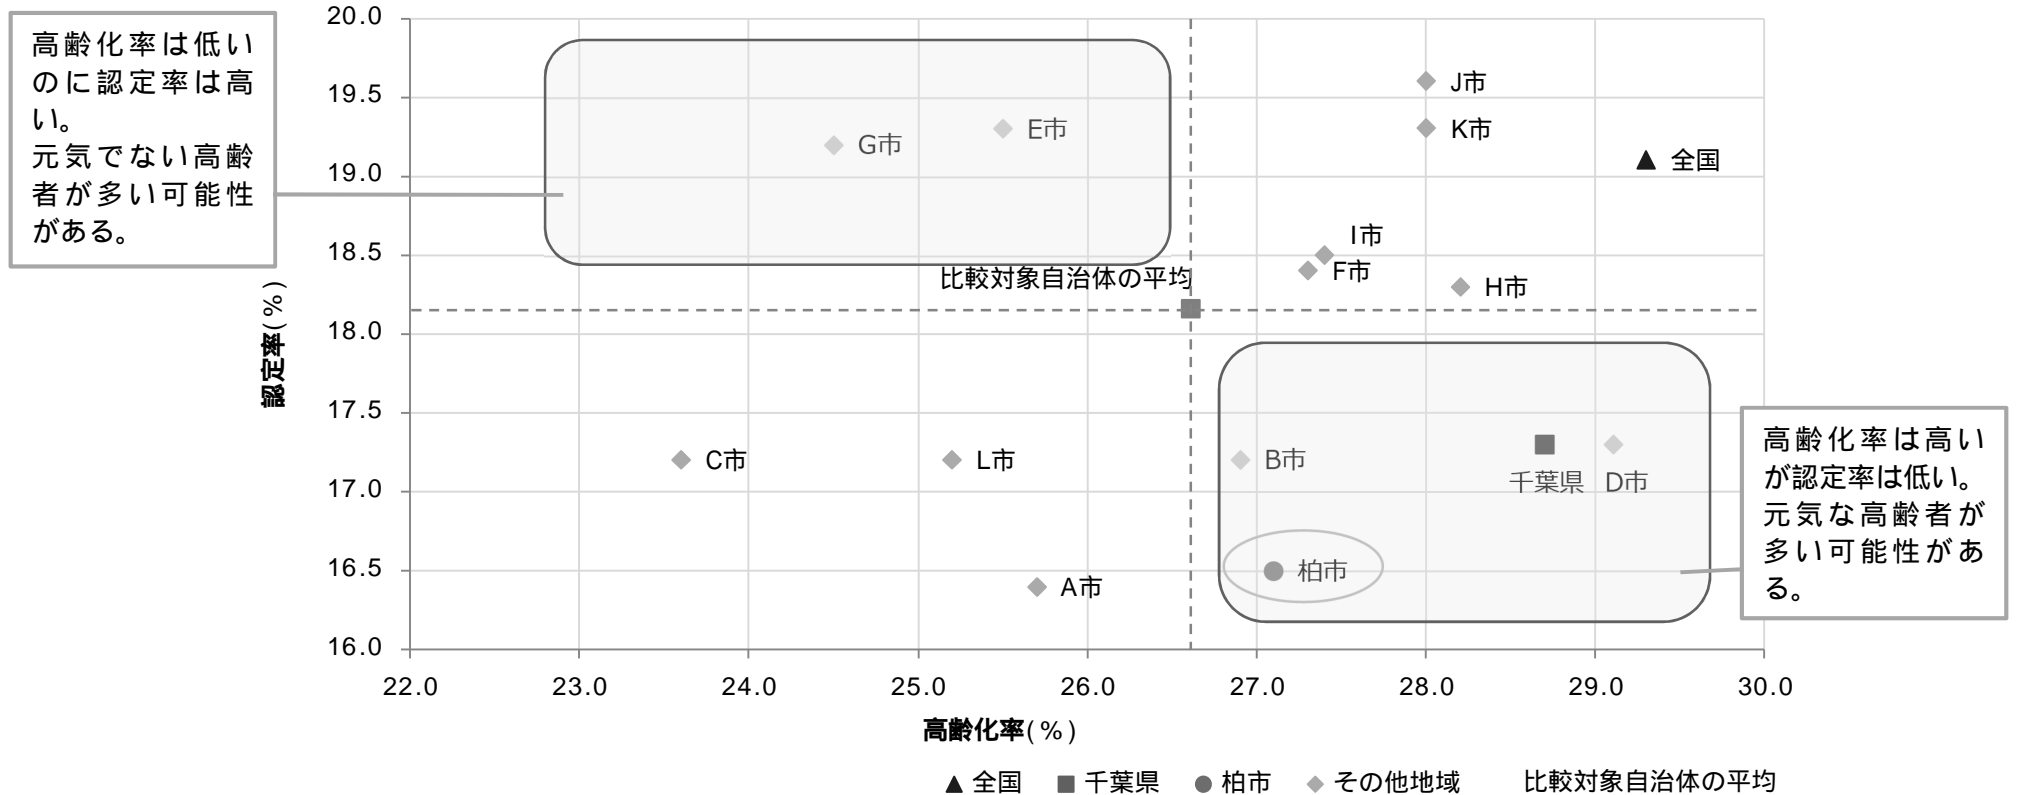 高齢化率は低い
のに認定率は高
い。
元気でない高齢
者が多い可能性
がある。
認定率(%)
20.0
19.5
19.0
18.5
18.0
17.5
17.0
16.5
16.0
J市
K市
全国
E市
G市
I市
F市
H市
比較対象自治体の平均
C市
L市
B市
千葉県
D市
柏市
A市
高齢化率は高い
が認定率は低い。
元気な高齢者が
多い可能性があ
る。
22.0
23.0
24.0
25.0
26.0
27.0
28.0
29.0
30.0
高齢化率(%)
全国
千葉県
柏市
その他地域
比較対象自治体の平均